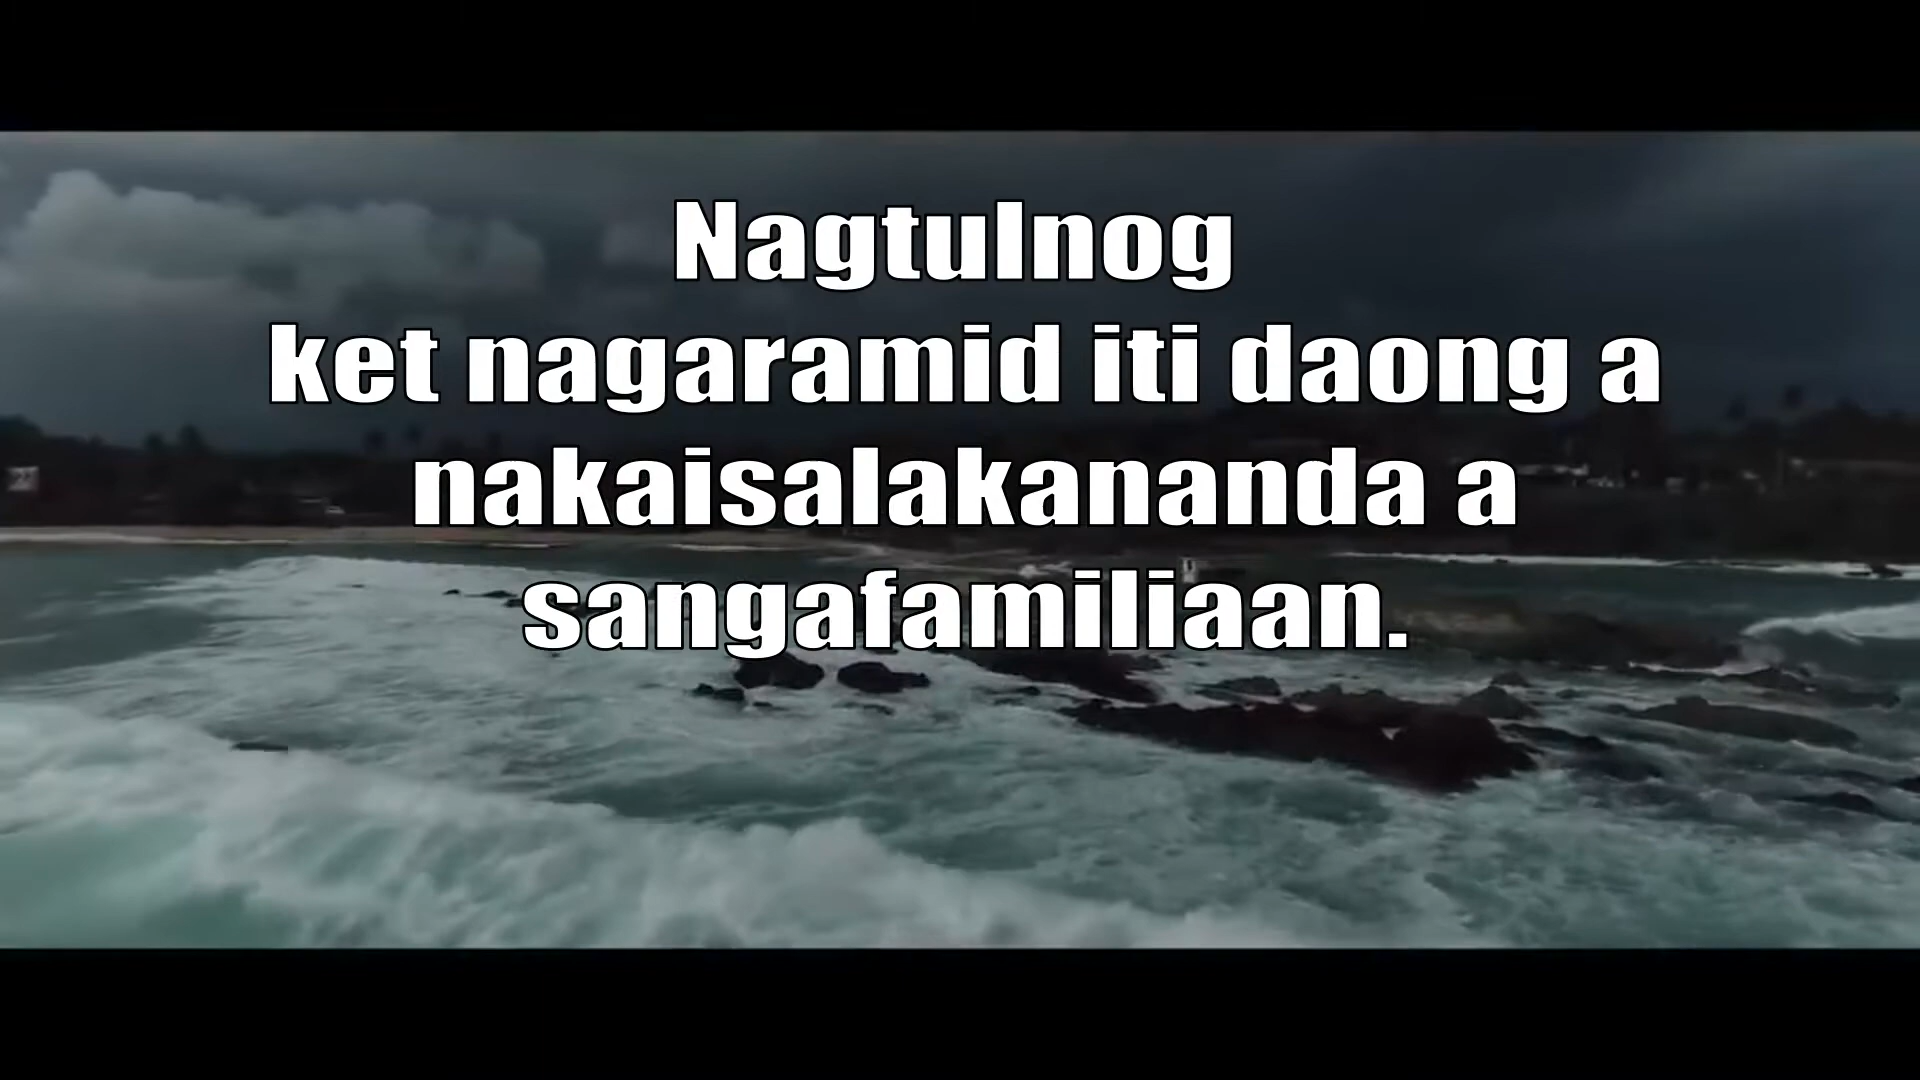 Nagtulnog
ket nagaramid iti daong a
nakaisalakananda a
sangafamiliaan.